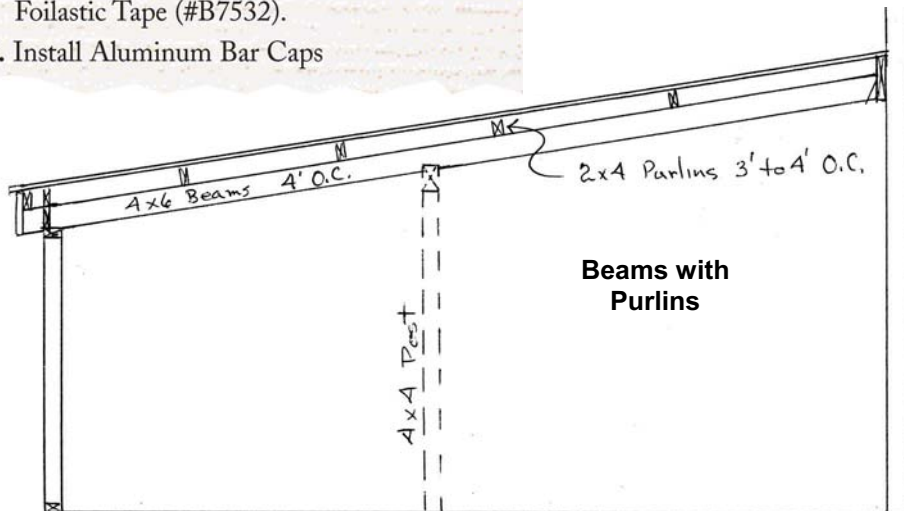 Foilastic Tape (#B7532).
. Install Aluminum Bar Caps
4x6 Beams 4' O.C.
2x4 Purlins 3' to 4' O.C.
Beams with
Purlins
4x4 Post